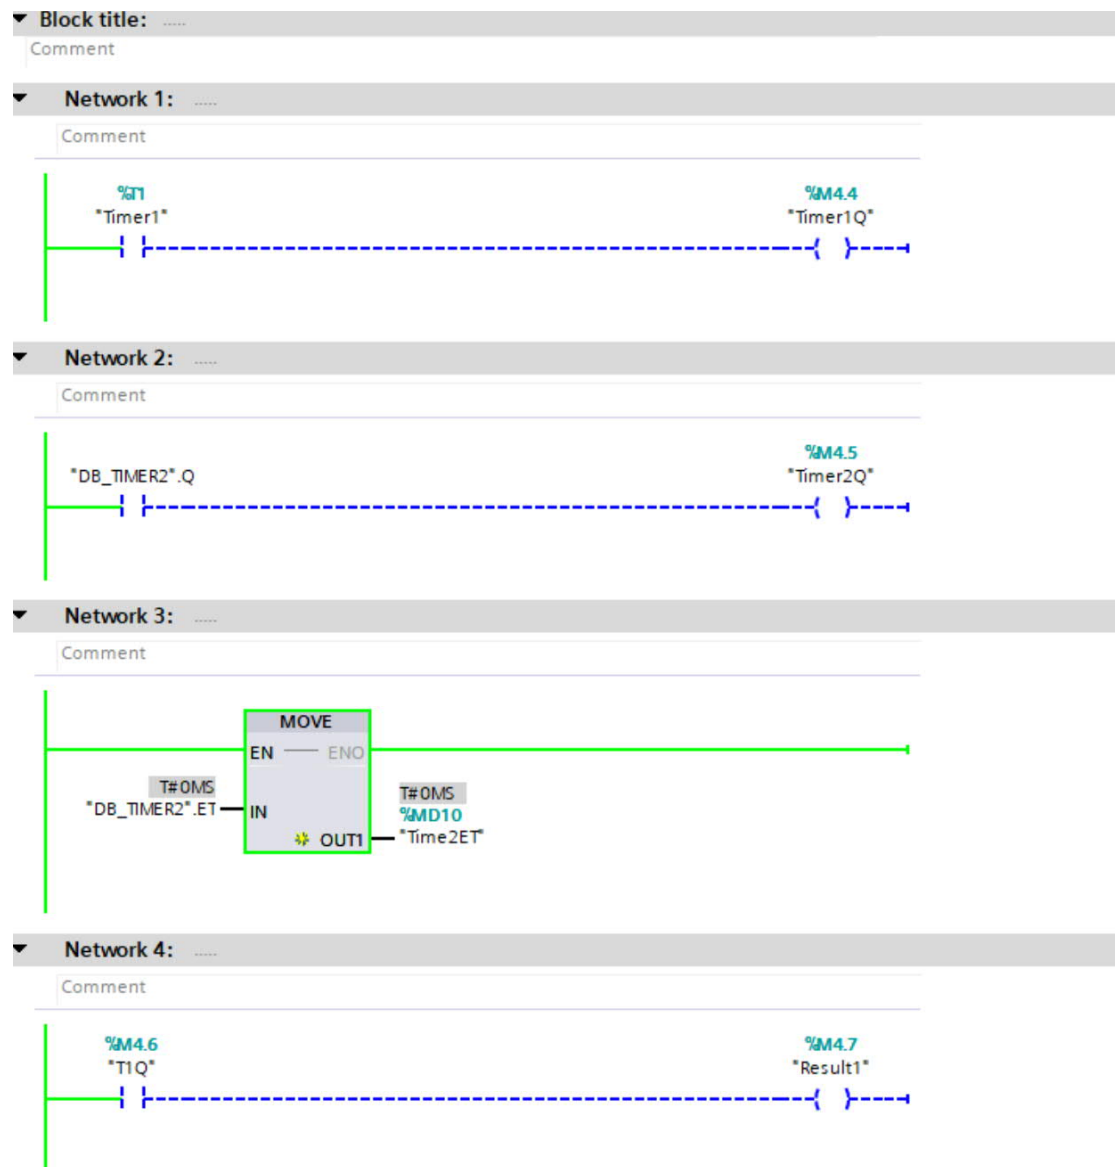 Block title: .....
Comment
Network 1: .....
Comment
%T1 %M4.4
"Timer1" "Timer1Q"
Network 2: .....
Comment
%M4.5
"DB_TIMER2".Q "Timer2Q"
Network 3: .....
Comment
MOVE
EN ENO
T#0MS T#0MS
"DB_TIMER2".ET IN %MD10
OUT1 "Time2ET"
Network 4: .....
Comment
%M4.6 %M4.7
"T1Q" "Result1"